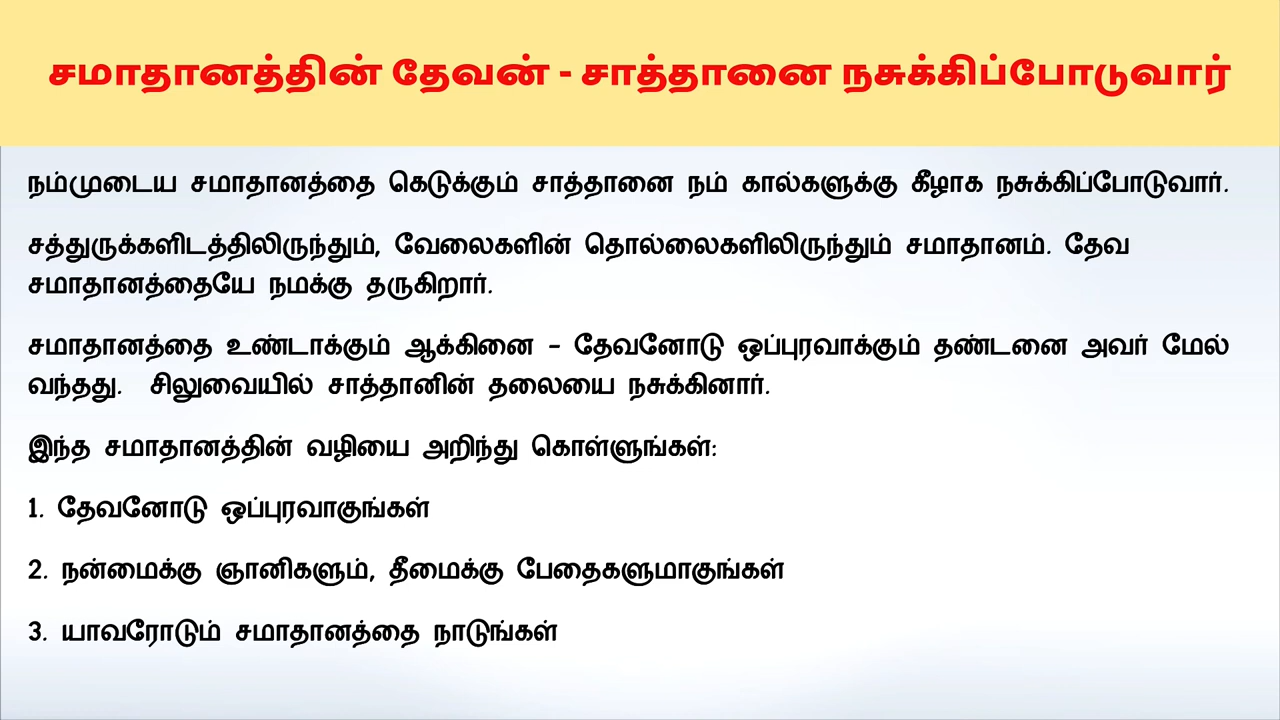 சமாதானத்தின் தேவன் - சாத்தானை நசுக்கிப்போடுவார்
நம்முடைய சமாதானத்தை கெடுக்கும் சாத்தானை நம் கால்களுக்கு கீழாக நசுக்கிப்போடுவார்.
சத்துருக்களிடத்திலிருந்தும், வேலைகளின் தொல்லைகளிலிருந்தும் சமாதானம். தேவ
சமாதானத்தையே நமக்கு தருகிறார்.
சமாதானத்தை உண்டாக்கும் ஆக்கினை - தேவனோடு ஒப்புரவாக்கும் தண்டனை அவர் மேல்
வந்தது. சிலுவையில் சாத்தானின் தலையை நசுக்கினார்.
இந்த சமாதானத்தின் வழியை அறிந்து கொள்ளுங்கள்:
1. தேவனோடு ஒப்புரவாகுங்கள்
2. நன்மைக்கு ஞானிகளும், தீமைக்கு பேதைகளுமாகுங்கள்
3. யாவரோடும் சமாதானத்தை நாடுங்கள்